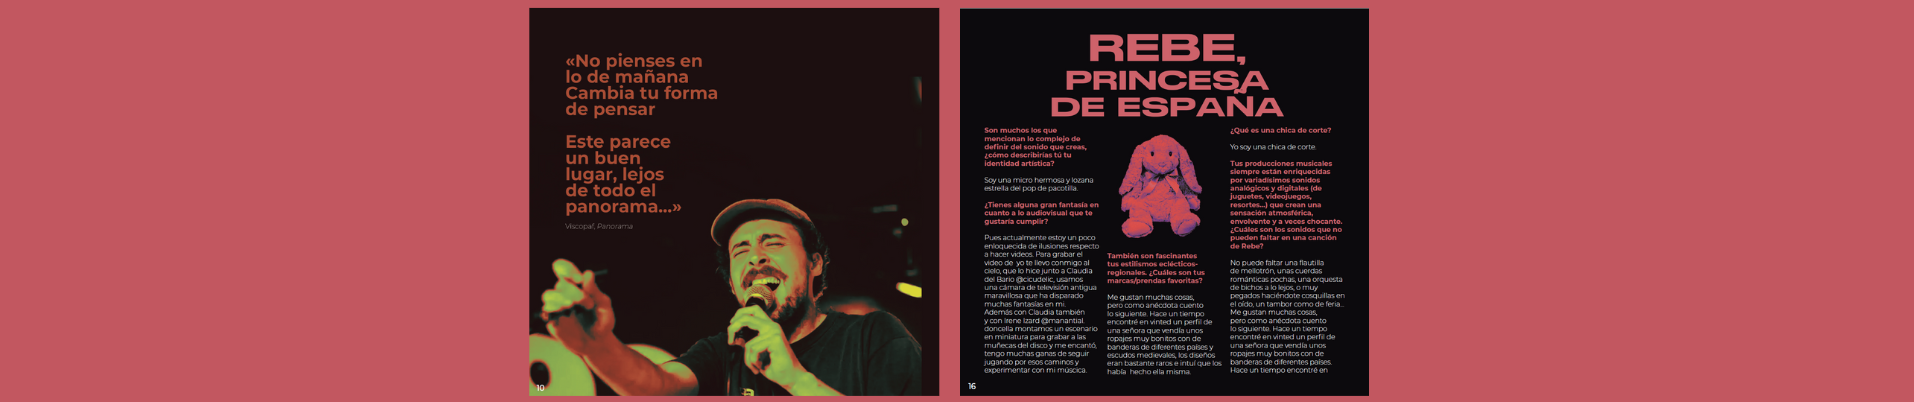 «No pienses en
lo de mañana
Cambia tu forma
de pensar
Este parece
un buen
lugar, lejos
de todo el
panorama...»
Viscopaf, Panorama
10
REBE,
PRINCESA
DE ESPAÑA
Son muchos los que
mencionan lo complejo de
definir del sonido que creas,
¿cómo describirías tú tu
identidad artística?
Soy una micro hermosa y lozana
estrella del pop de pacotilla.
¿Tienes alguna gran fantasía en
cuanto a lo audiovisual que te
gustaría cumplir?
Pues actualmente estoy un poco
enloquecida de ilusiones respecto
a hacer videos. Para grabar el
video de yo te llevo conmigo al
cielo, que lo hice junto a Claudia
del Bario @cicudelic, usamos
una cámara de televisión antigua
maravillosa que ha disparado
muchas fantasías en mi.
Además con Claudia también
y con Irene Izard @manantial.
doncella montamos un escenario
en miniatura para grabar a las
muñecas del disco y me encantó,
tengo muchas ganas de seguir
jugando por esos caminos y
experimentar con mi múscica.
También son fascinantes
tus estilismos eclécticos-
regionales. ¿Cuáles son tus
marcas/prendas favoritas?
Me gustan muchas cosas,
pero como anécdota cuento
lo siguiente. Hace un tiempo
encontré en vinted un perfil de
una señora que vendía unos
ropajes muy bonitos con de
banderas de diferentes países y
escudos medievales, los diseños
eran bastante raros e intuí que los
había hecho ella misma.
¿Qué es una chica de corte?
Yo soy una chica de corte.
Tus producciones musicales
siempre están enriquecidas
por variadísimos sonidos
analógicos y digitales (de
juguetes, videojuegos,
resortes...) que crean una
sensación atmosférica,
envolvente y a veces chocante.
¿Cuáles son los sonidos que no
pueden faltar en una canción
de Rebe?
No puede faltar una flautilla
de mellotrón, unas cuerdas
románticas pochas, una orquesta
de bichos a lo lejos, o muy
pegados haciéndote cosquillas en
el oído, un tambor como de feria...
Me gustan muchas cosas,
pero como anécdota cuento
lo siguiente. Hace un tiempo
encontré en vinted un perfil de
una señora que vendía unos
ropajes muy bonitos con de
banderas de diferentes países.
Hace un tiempo encontré en
16